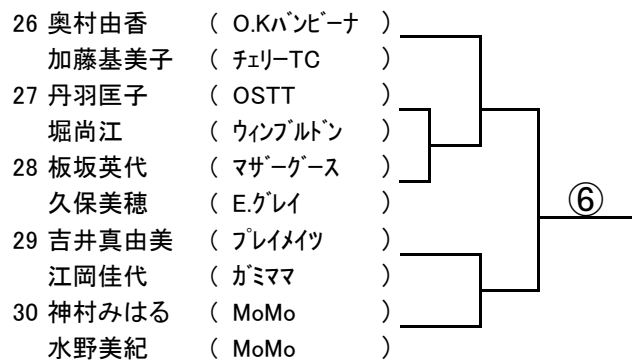 26 奥村由香 ( O.Kﾊﾞﾝﾋﾞｰﾅ )
加藤基美子 ( ﾁｪﾘｰTC )
27 丹羽匡子 ( OSTT )
堀尚江 ( ｳｨﾝﾌﾞﾙﾄﾞﾝ )
28 板坂英代 ( ﾏｻﾞｰｸﾞｰｽ )
久保美穂 ( E.ｸﾞﾚｲ )
⑥
29 吉井真由美 ( ﾌﾟﾚｲﾒｲﾂ )
江岡佳代 ( ｶﾞﾐﾏﾏ )
30 神村みはる ( MoMo )
水野美紀 ( MoMo )